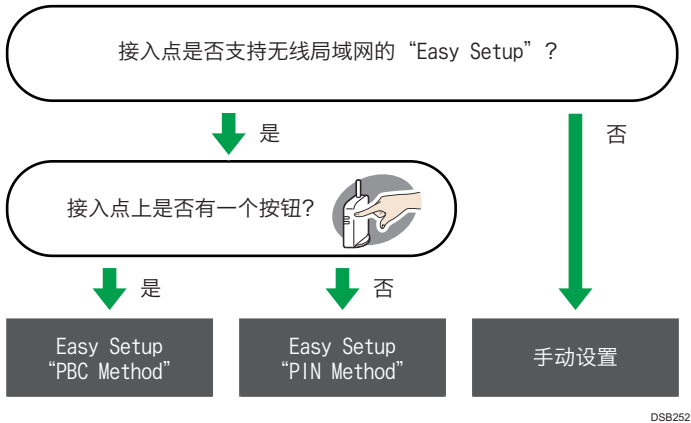 接入点是否支持无线局域网的“Easy Setup”?
是
否
接入点上是否有一个按钮?
是
否
Easy Setup
“PBC Method”
Easy Setup
“PIN Method”
手动设置
DSB252